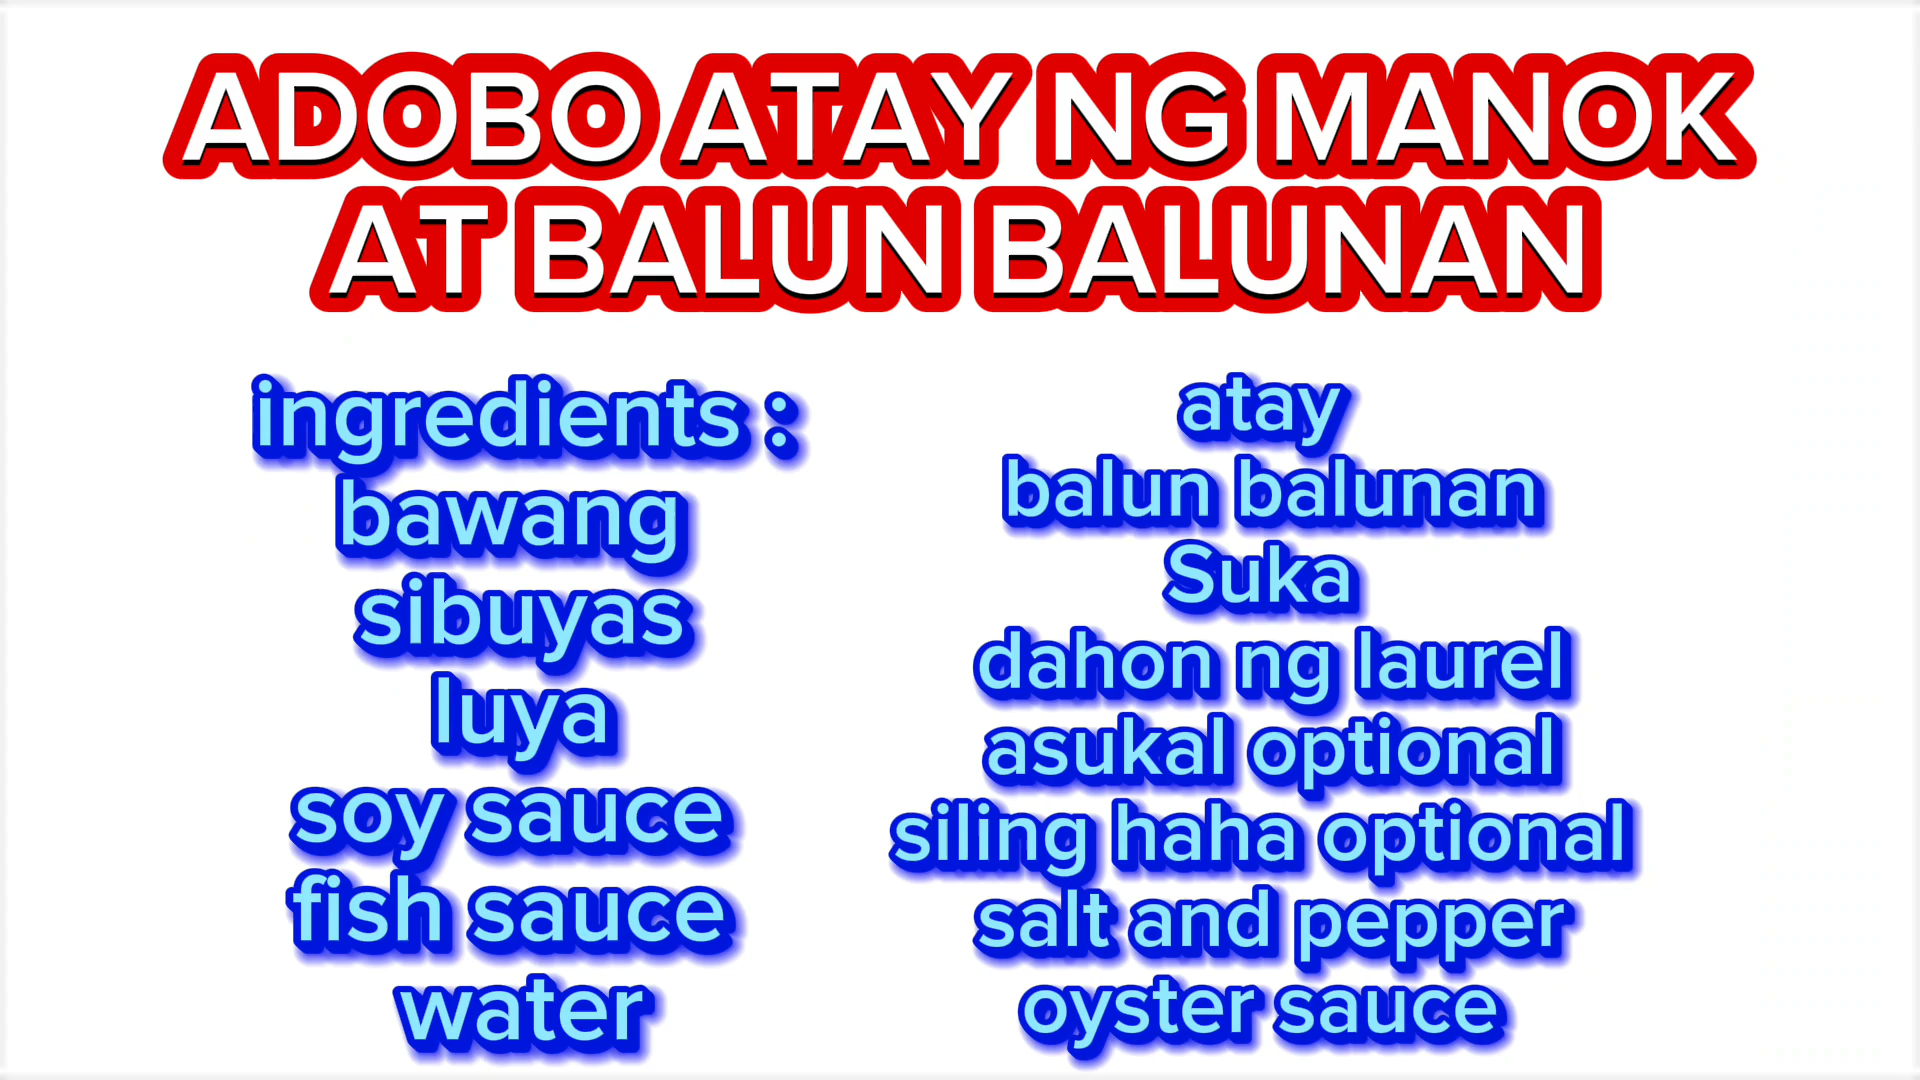 ADOBO ATAY NG MANOK
AT BALUN BALUNAN
ingredients :
bawang
sibuyas
luya
soy sauce
fish sauce
water
atay
balun balunan
Suka
dahon ng laurel
asukal optional
siling haha optional
salt and pepper
oyster sauce